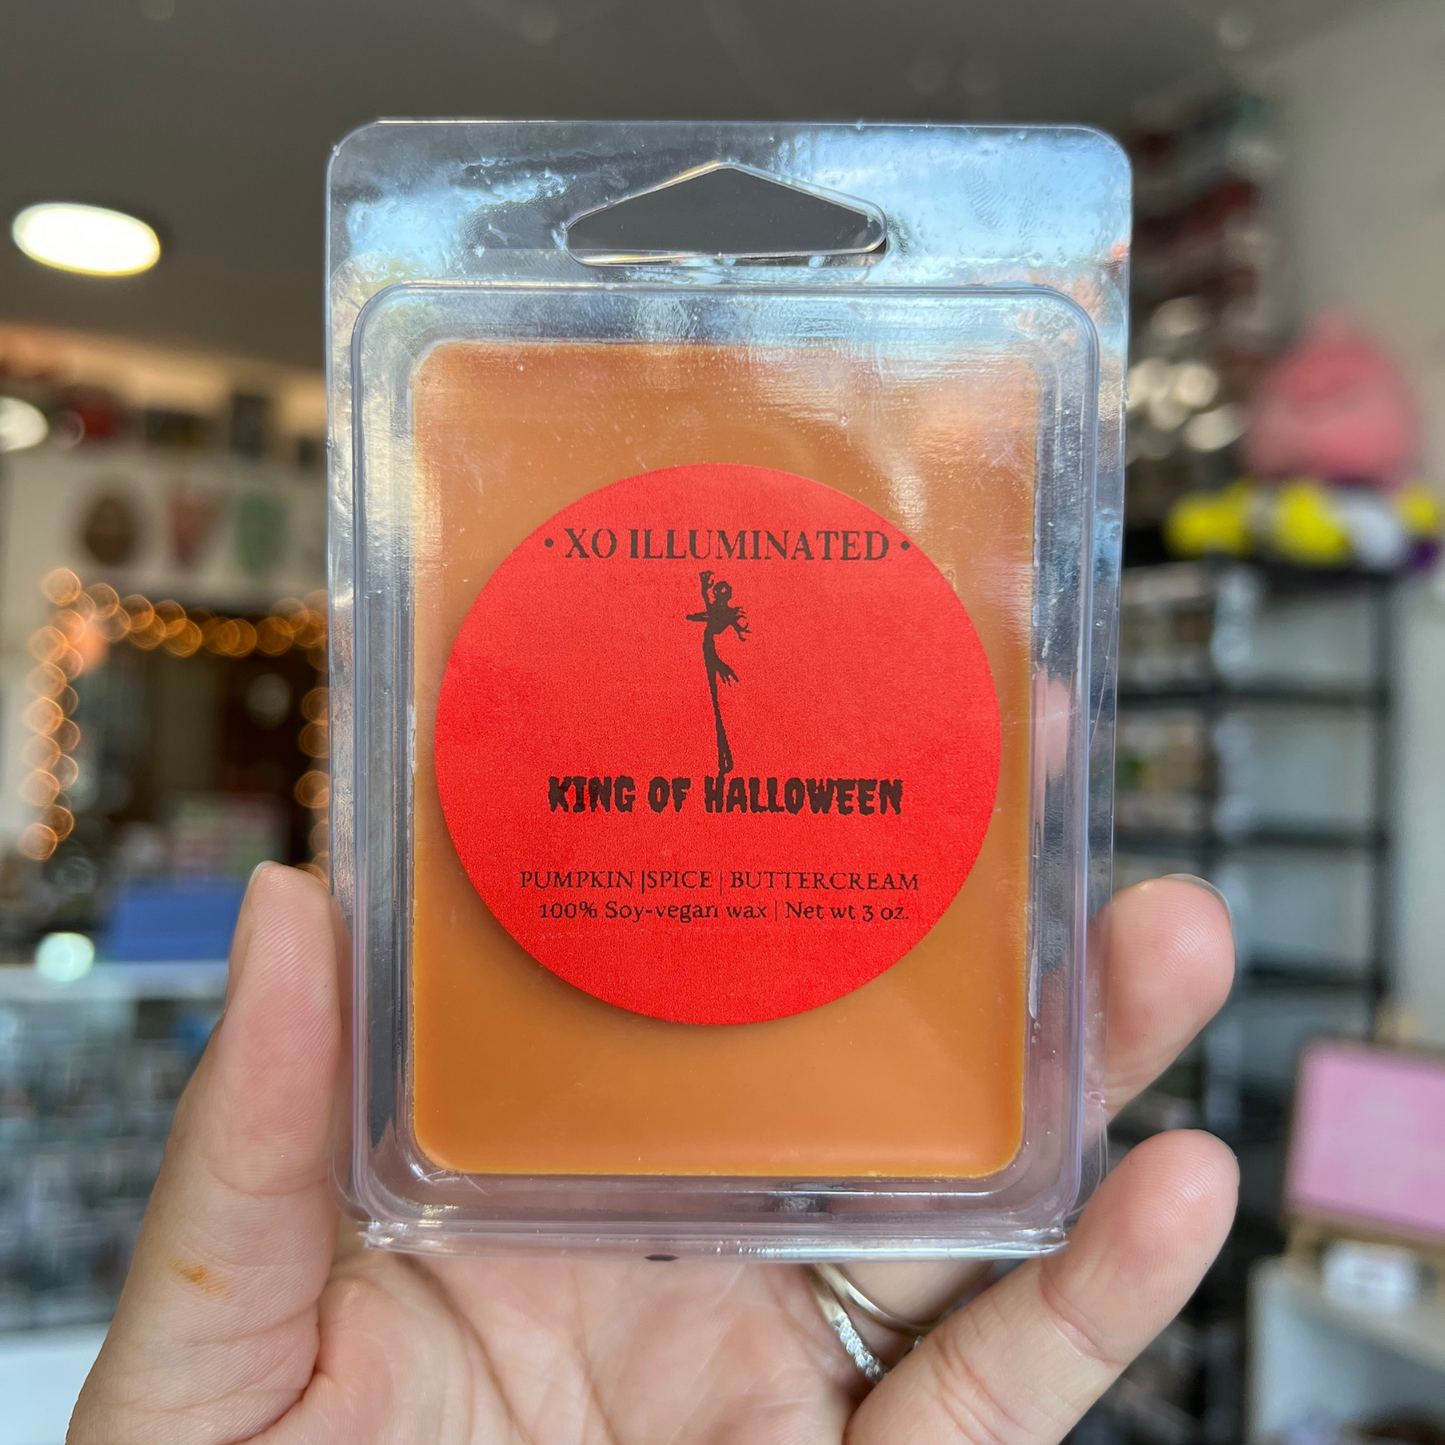 • XO ILLUMINATED •
KING OF HALLOWEEN
PUMPKIN |SPICE | BUTTERCREAM
100% Soy-vegan wax | Net wt 3 oz.